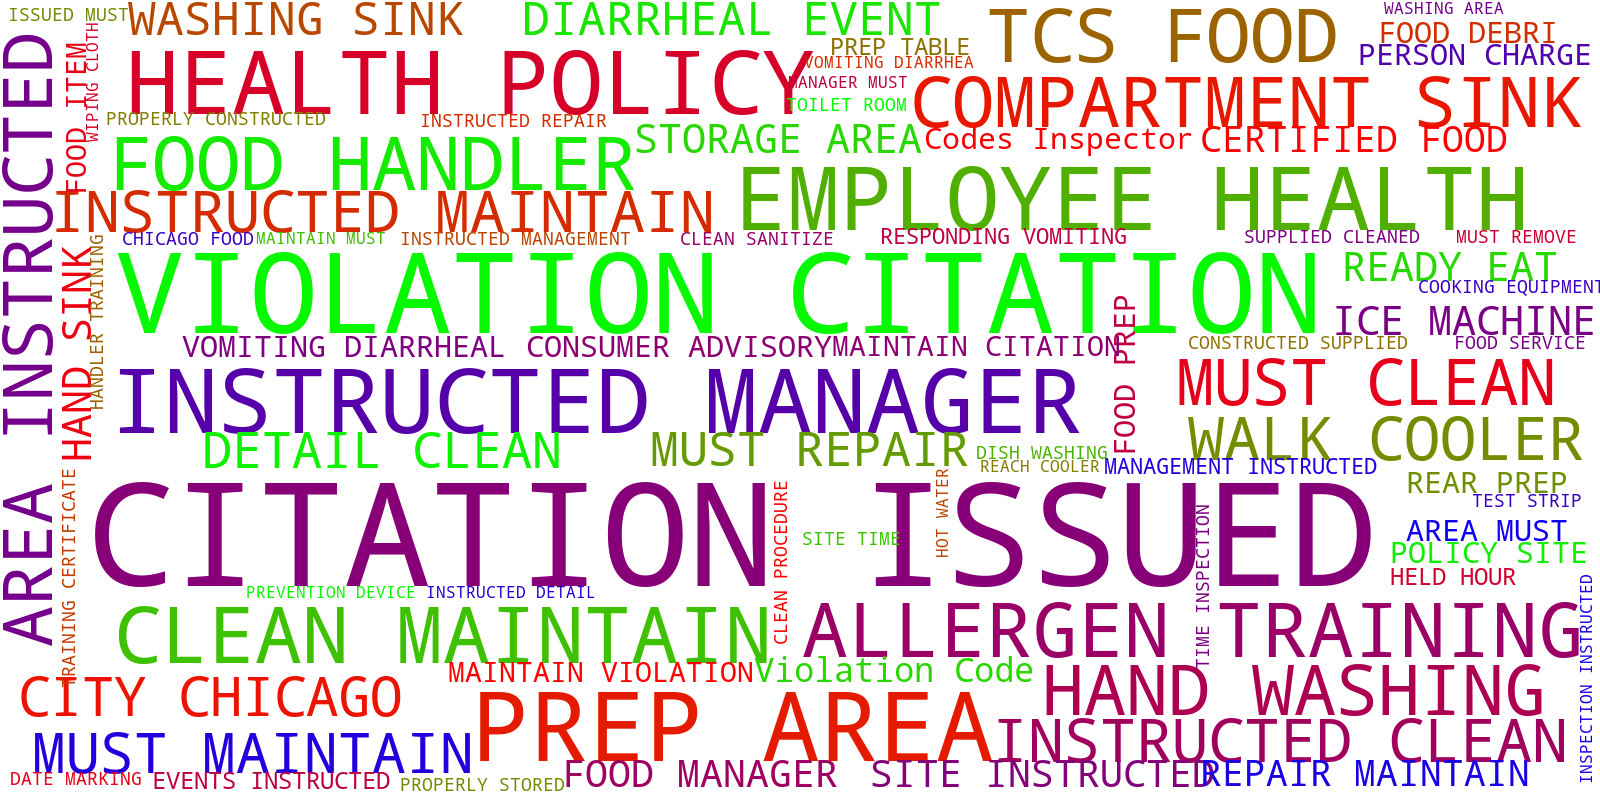 ISSUED MUST
WASHING SINK
DIARRHEAL EVENT
TCS FOOD
WASHING AREA
FOOD DEBRI
PERSON CHARGE
PREP TABLE
VOMITING DIARRHEA
HEALTH POLICY
MANAGER MUST
TOILET ROOM
COMPARTMENT SINK
AREA INSTRUCTED
FOOD ITEM
WIPING CLOTH
PROPERLY CONSTRUCTED
INSTRUCTED REPAIR
STORAGE AREA
Codes Inspector
CERTIFIED FOOD
FOOD HANDLER
EMPLOYEE HEALTH
INSTRUCTED MAINTAIN
CHICAGO FOOD
MAINTAIN MUST
INSTRUCTED MANAGEMENT
CLEAN SANITIZE
RESPONDING VOMITING
SUPPLIED CLEANED
MUST REMOVE
HAND SINK
HANDLER TRAINING
VIOLATION CITATION
READY EAT
COOKING EQUIPMENT
ICE MACHINE
VOMITING DIARRHEAL
CONSUMER ADVISORY
MAINTAIN CITATION
FOOD PREP
CONSTRUCTED SUPPLIED
FOOD SERVICE
INSTRUCTED MANAGER
MUST CLEAN
DETAIL CLEAN
MUST REPAIR
DISH WASHING
REACH COOLER
WALK COOLER
MANAGEMENT INSTRUCTED
TRAINING CERTIFICATE
CITATION ISSUED
CLEAN PROCEDURE
SITE TIME
HOT WATER
TIME INSPECTION
REAR PREP
TEST STRIP
AREA MUST
POLICY SITE
HELD HOUR
PREVENTION DEVICE
INSTRUCTED DETAIL
INSPECTION INSTRUCTED
CLEAN MAINTAIN
ALLERGEN TRAINING
MAINTAIN VIOLATION
Violation Code
CITY CHICAGO
HAND WASHING
PREP AREA
INSTRUCTED CLEAN
MUST MAINTAIN
DATE MARKING
EVENTS INSTRUCTED
PROPERLY STORED
FOOD MANAGER
SITE INSTRUCTED
REPAIR MAINTAIN